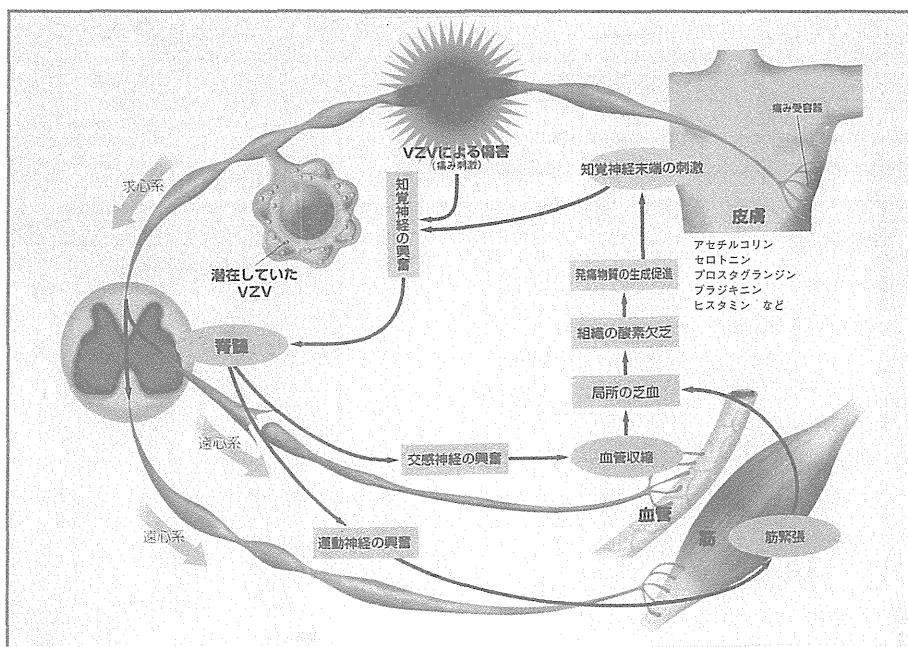 VZVによる傷害
(痛み刺激)
痛み受容器
知覚神経末端の刺激
皮膚
求心系
知覚神経の興奮
潜在していた
VZV
アセチルコリン
セロトニン
プロスタグランジン
ブラジキニン
ヒスタミン など
発痛物質の生成促進
組織の酸素欠乏
脊髄
局所の乏血
遠心系
交感神経の興奮
血管収縮
血管
遠心系
運動神経の興奮
筋
筋緊張